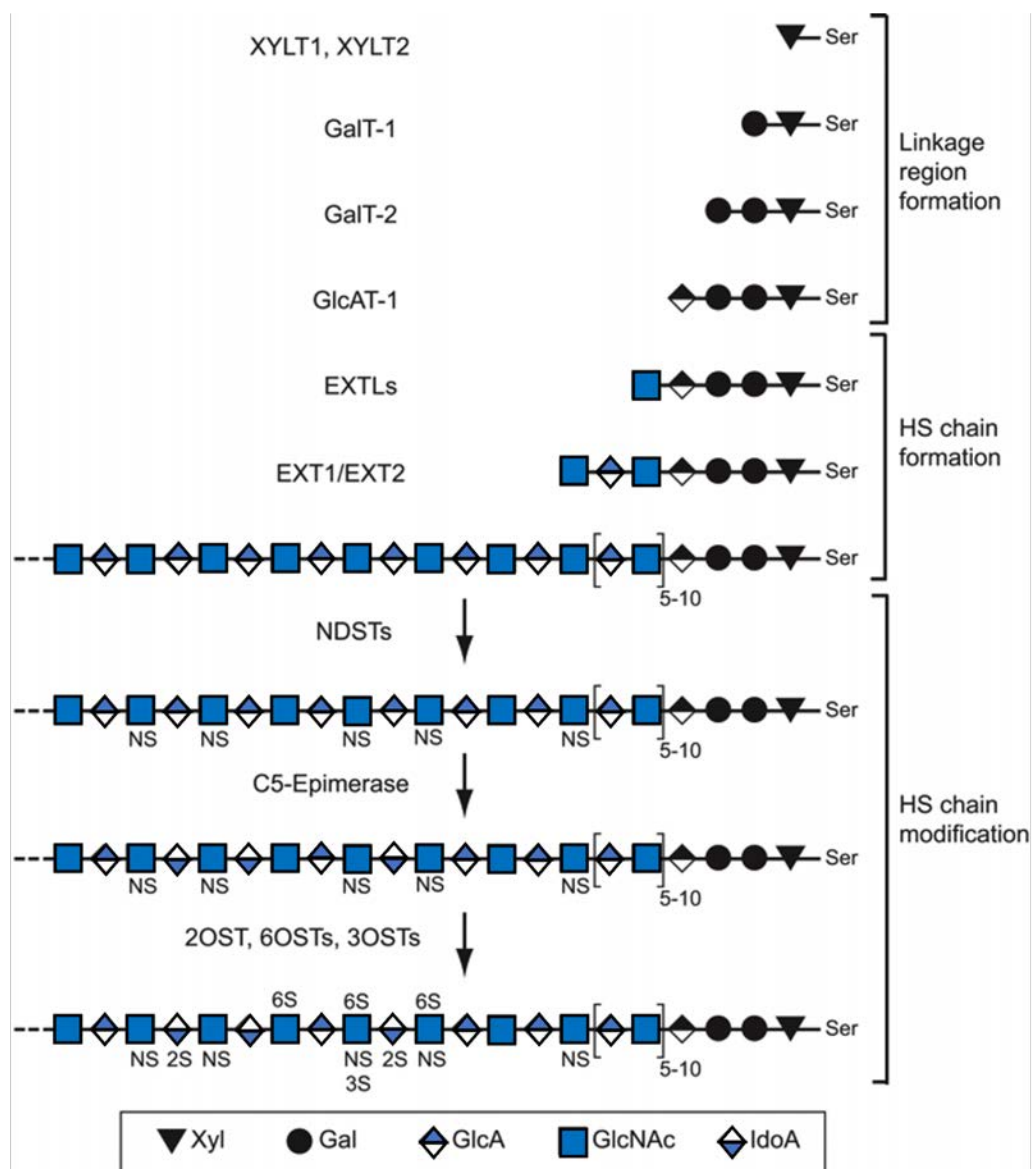 XYLT1, XYLT2
Ser
GalT-1
Ser
Linkage
region
formation
GalT-2
Ser
GlcAT-1
Ser
EXTLs
Ser
HS chain
formation
EXT1/EXT2
Ser
Ser
5-10
NDSTs
Ser
NS NS NS NS NS
5-10
C5-Epimerase
HS chain
modification
Ser
NS NS NS NS NS
5-10
2OST, 6OSTs, 3OSTs
6S 6S 6S
Ser
NS 2S NS NS 2S NS NS
5-10
3S
Xyl Gal GlcA GlcNAc IdoA